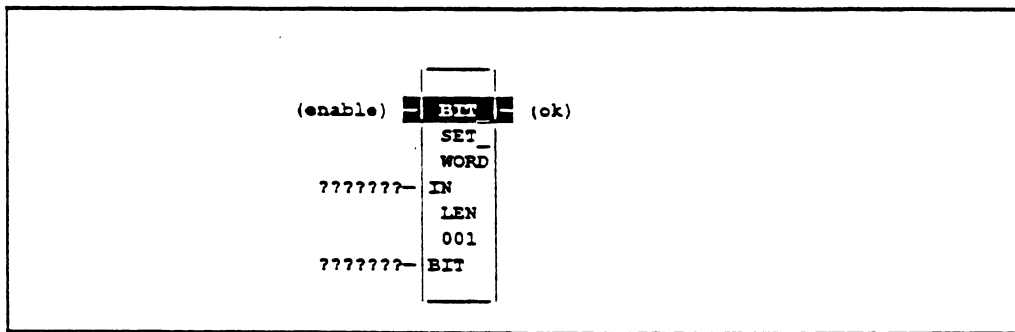 (enable) BIT_ (ok)
SET_
WORD
???????- IN
LEN
001
???????- BIT